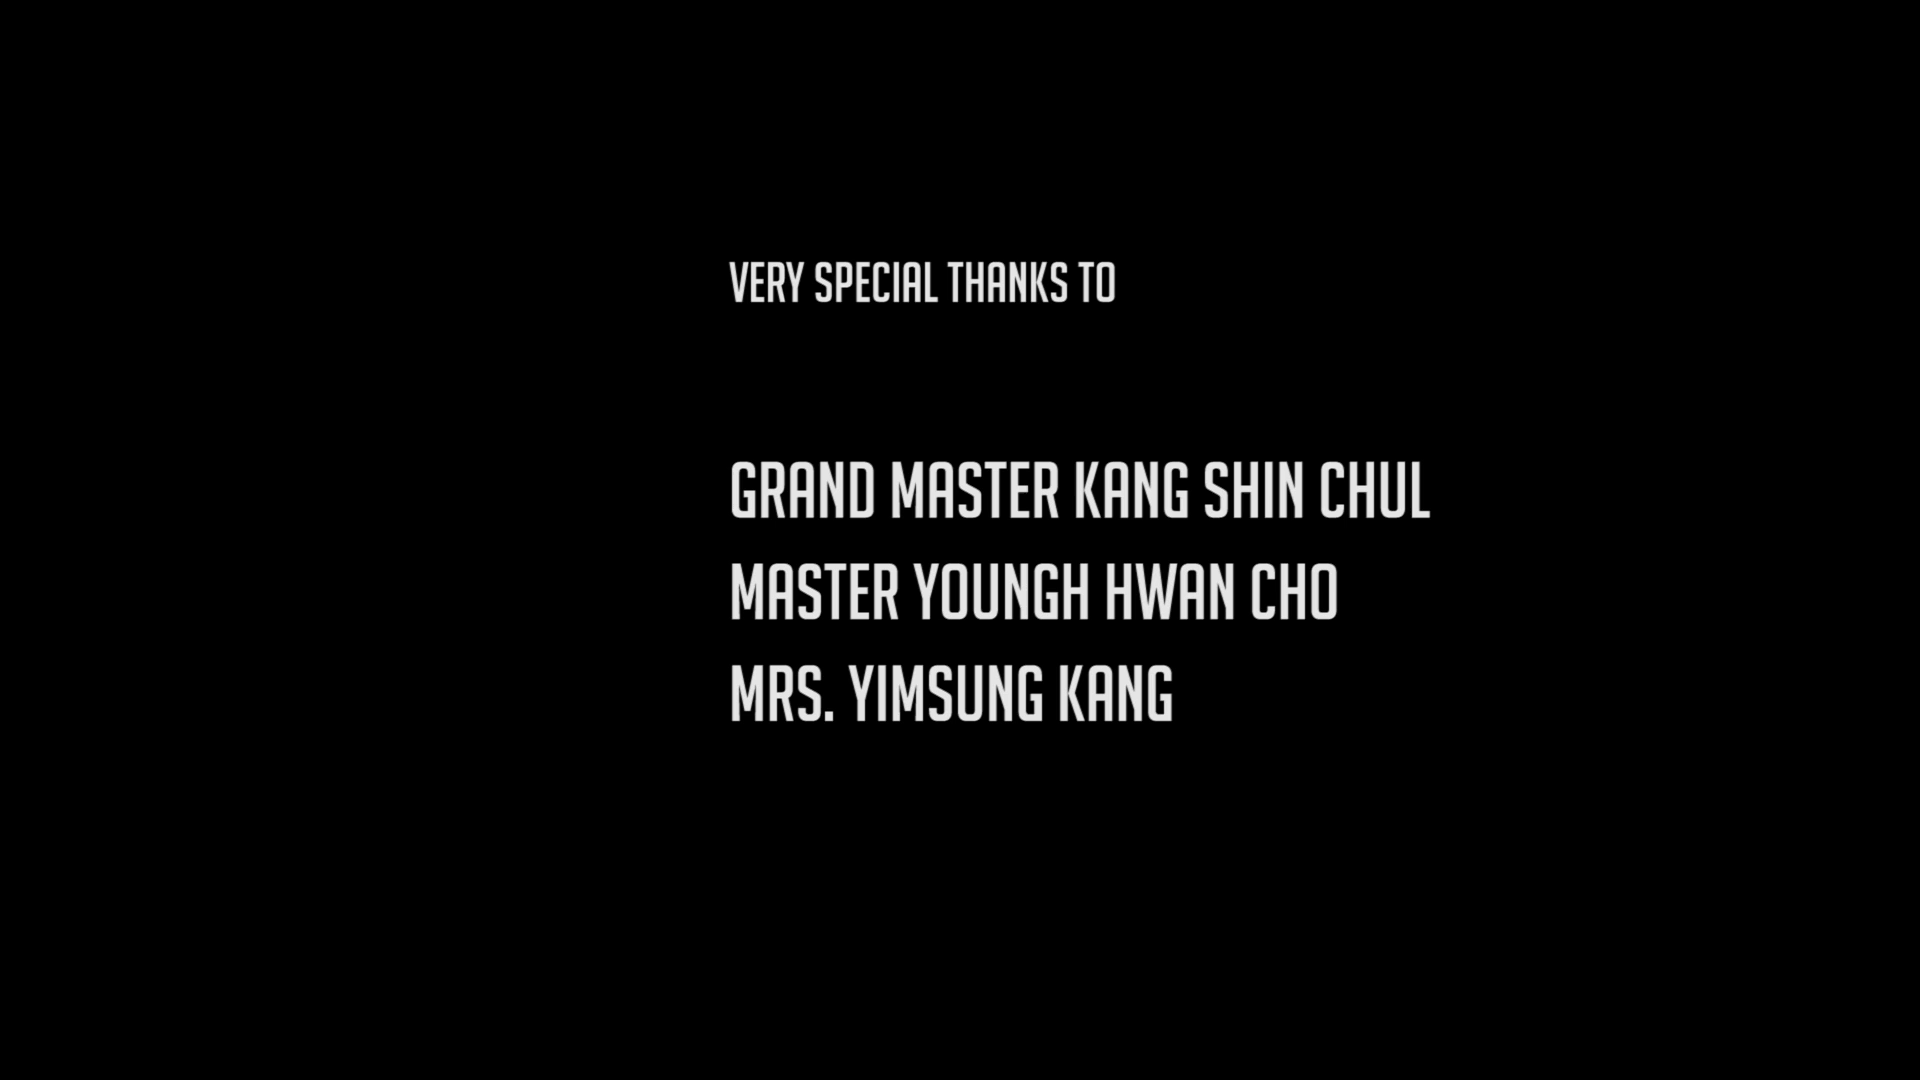 VERY SPECIAL THANKS TO
GRAND MASTER KANG SHIN CHUL
MASTER YOUNGH HWAN CHO
MRS. YIMSUNG KANG